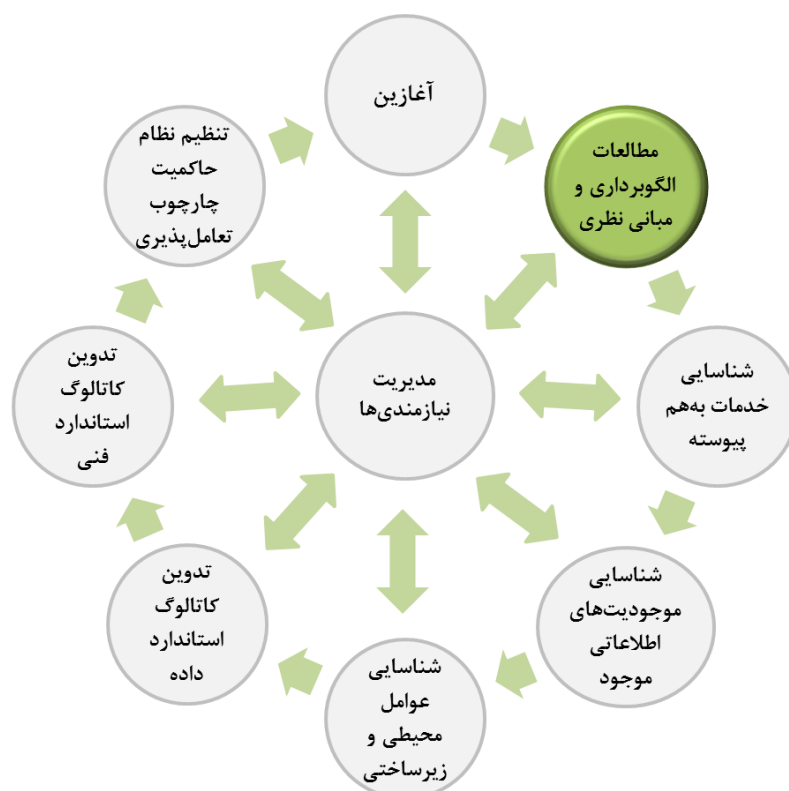 آغازین
مطالعات
الگوبرداری و
مبانی نظری
شناسایی
خدمات به‌هم
پیوسته
شناسایی
موجودیت‌های
اطلاعاتی
موجود
شناسایی
عوامل
محیطی و
زیرساختی
تدوین
کاتالوگ
استاندارد
داده
تدوین
کاتالوگ
استاندارد
فنی
تنظیم نظام
حاکمیت
چارچوب
تعامل‌پذیری
مدیریت
نیازمندی‌ها